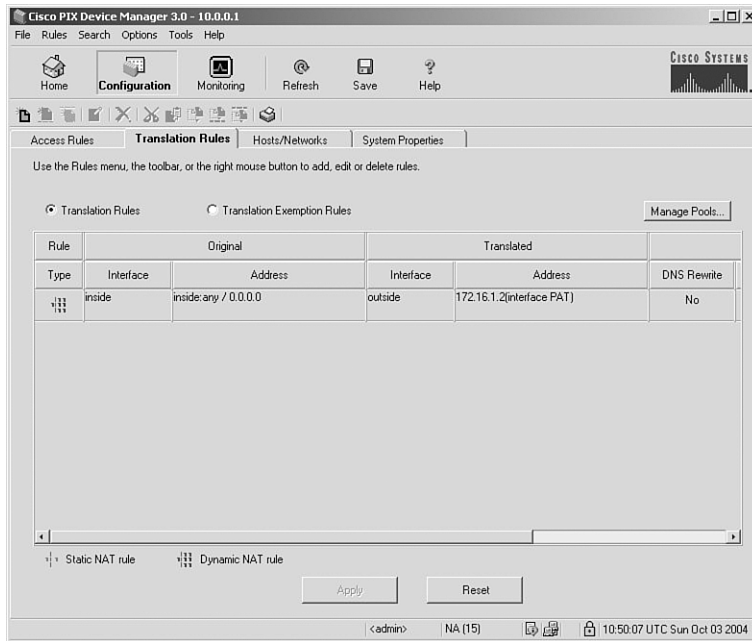 Cisco PIX Device Manager 3.0 - 10.0.0.1
File Rules Search Options Tools Help
CISCO SYSTEMS
Home Configuration Monitoring Refresh Save Help
Access Rules Translation Rules Hosts/Networks System Properties
Use the Rules menu, the toolbar, or the right mouse button to add, edit or delete rules.
Translation Rules Translation Exemption Rules Manage Pools...
Rule Original Translated
Type Interface Address Interface Address DNS Rewrite
inside inside:any / 0.0.0.0 outside 172.16.1.2(interface PAT) No
Static NAT rule Dynamic NAT rule
Apply Reset
<admin> NA (15) 10:50:07 UTC Sun Oct 03 2004